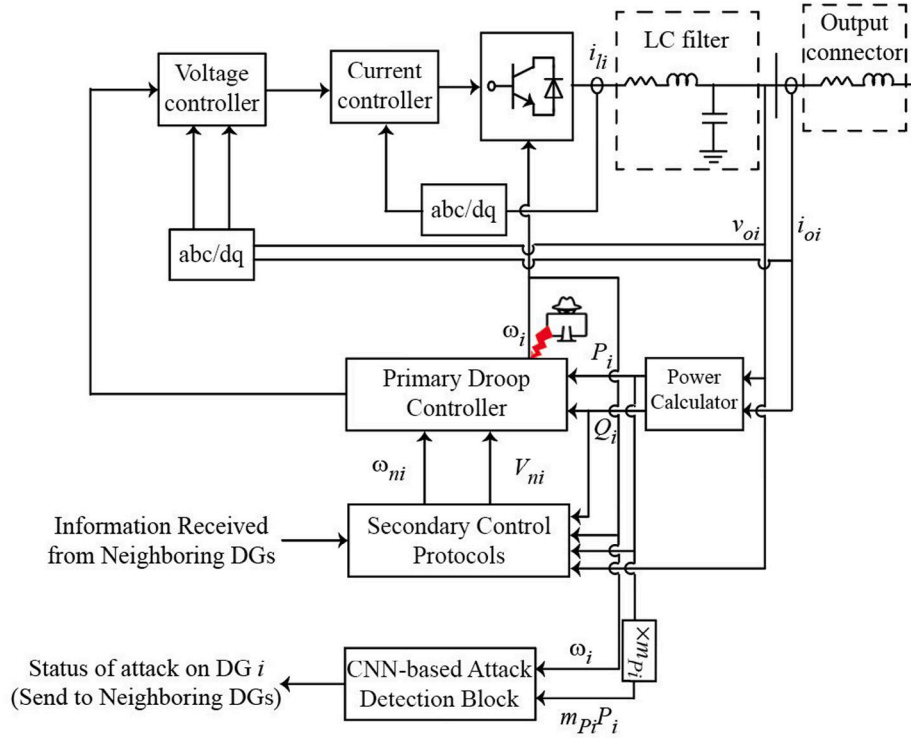 Voltage
controller
Current
controller
i_li
LC filter
Output
connector
abc/dq
abc/dq
v_oi
i_oi
ω_i
P_i
Primary Droop
Controller
Power
Calculator
Q_i
ω_ni
V_ni
Information Received
from Neighboring DGs
Secondary Control
Protocols
×m_Pi
Status of attack on DG i
(Send to Neighboring DGs)
CNN-based Attack
Detection Block
ω_i
m_Pi P_i